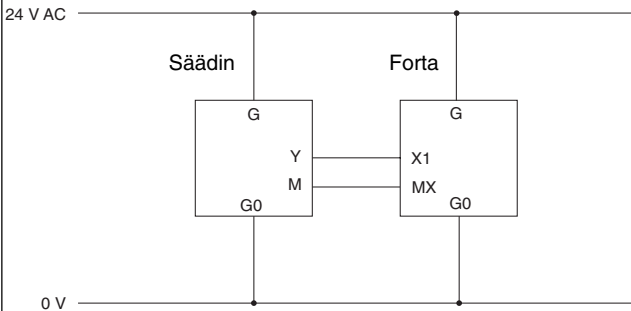 24 V AC
Säädin Forta
G G
Y X1
M MX
G0 G0
0 V